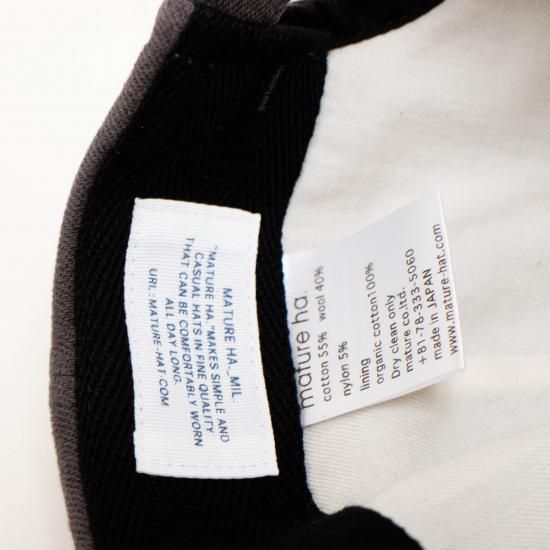 MATURE HA._MIL.
"MATURE HA."MAKES SIMPLE AND
CASUAL HATS IN FINE QUALITY
THAT CAN BE COMFORTABLY WORN
ALL DAY LONG.
URL: MATURE-HAT.COM
mature ha.
cotton 55% wool 40%
nylon 5%
lining
organic cotton100%
Dry clean only
mature co.ltd.
+81-78-333-5060
made in JAPAN
www.mature-hat.com